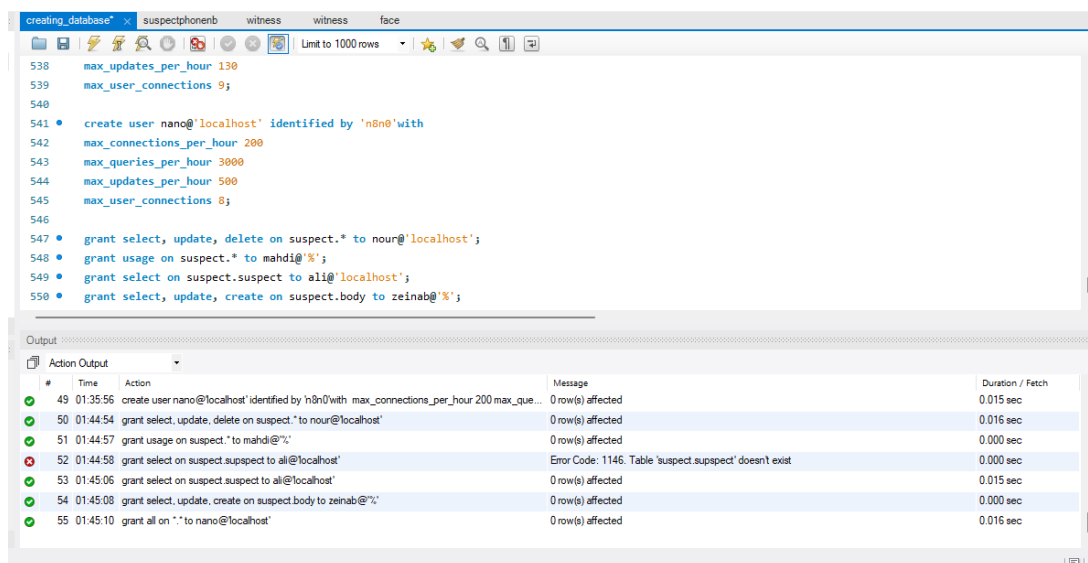 creating_database* × suspectphonenb witness witness face
Limit to 1000 rows
538 max_updates_per_hour 130
539 max_user_connections 9;
540
541 create user nano@'localhost' identified by 'n8n0'with
542 max_connections_per_hour 200
543 max_queries_per_hour 3000
544 max_updates_per_hour 500
545 max_user_connections 8;
546
547 grant select, update, delete on suspect.* to nour@'localhost';
548 grant usage on suspect.* to mahdi@'%';
549 grant select on suspect.suspect to ali@'localhost';
550 grant select, update, create on suspect.body to zeinab@'%';
Output
Action Output
# Time Action Message Duration / Fetch
49 01:35:56 create user nano@'localhost' identified by 'n8n0'with max_connections_per_hour 200 max_que... 0 row(s) affected 0.015 sec
50 01:44:54 grant select, update, delete on suspect.* to nour@'localhost' 0 row(s) affected 0.016 sec
51 01:44:57 grant usage on suspect.* to mahdi@'%' 0 row(s) affected 0.000 sec
52 01:44:58 grant select on suspect.supspect to ali@'localhost' Error Code: 1146. Table 'suspect.supspect' doesn't exist 0.000 sec
53 01:45:06 grant select on suspect.suspect to ali@'localhost' 0 row(s) affected 0.015 sec
54 01:45:08 grant select, update, create on suspect.body to zeinab@'%' 0 row(s) affected 0.000 sec
55 01:45:10 grant all on *.* to nano@'localhost' 0 row(s) affected 0.016 sec